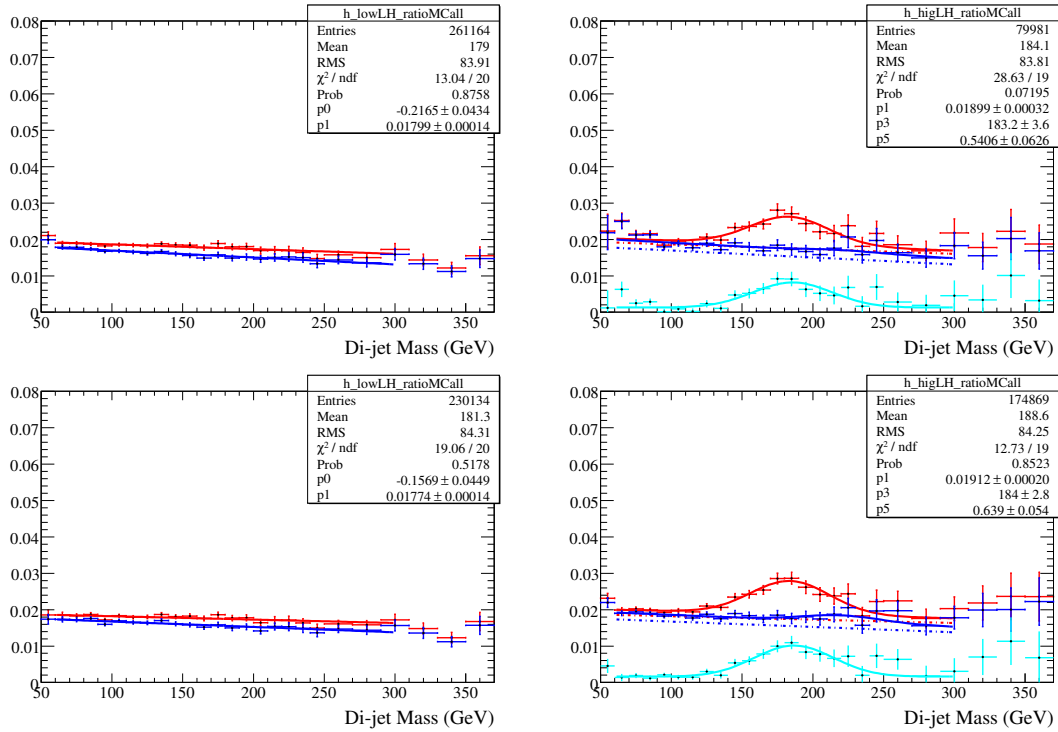 h_lowLH_ratioMCall
Entries 261164
Mean 179
RMS 83.91
χ² / ndf 13.04 / 20
Prob 0.8758
p0 -0.2165 ± 0.0434
p1 0.01799 ± 0.00014
0.08
0.07
0.06
0.05
0.04
0.03
0.02
0.01
0
50 100 150 200 250 300 350
Di-jet Mass (GeV)
h_higLH_ratioMCall
Entries 79981
Mean 184.1
RMS 83.81
χ² / ndf 28.63 / 19
Prob 0.07195
p1 0.01899 ± 0.00032
p3 183.2 ± 3.6
p5 0.5406 ± 0.0626
0.08
0.07
0.06
0.05
0.04
0.03
0.02
0.01
0
50 100 150 200 250 300 350
Di-jet Mass (GeV)
h_lowLH_ratioMCall
Entries 230134
Mean 181.3
RMS 84.31
χ² / ndf 19.06 / 20
Prob 0.5178
p0 -0.1569 ± 0.0449
p1 0.01774 ± 0.00014
0.08
0.07
0.06
0.05
0.04
0.03
0.02
0.01
0
50 100 150 200 250 300 350
Di-jet Mass (GeV)
h_higLH_ratioMCall
Entries 174869
Mean 188.6
RMS 84.25
χ² / ndf 12.73 / 19
Prob 0.8523
p1 0.01912 ± 0.00020
p3 184 ± 2.8
p5 0.639 ± 0.054
0.08
0.07
0.06
0.05
0.04
0.03
0.02
0.01
0
50 100 150 200 250 300 350
Di-jet Mass (GeV)